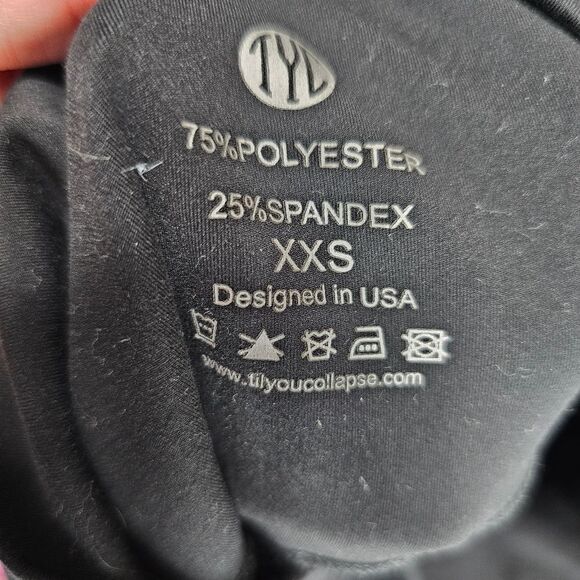 TYL
75%POLYESTER
25%SPANDEX
XXS
Designed in USA
www.tilyoucollapse.com